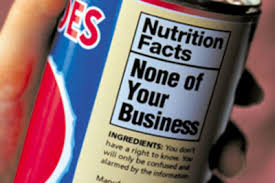 OES
Nutrition
Facts
None of
Your
Business
INGREDIENTS: You don't
have a right to know. You
will only be confused and
alarmed by the information.